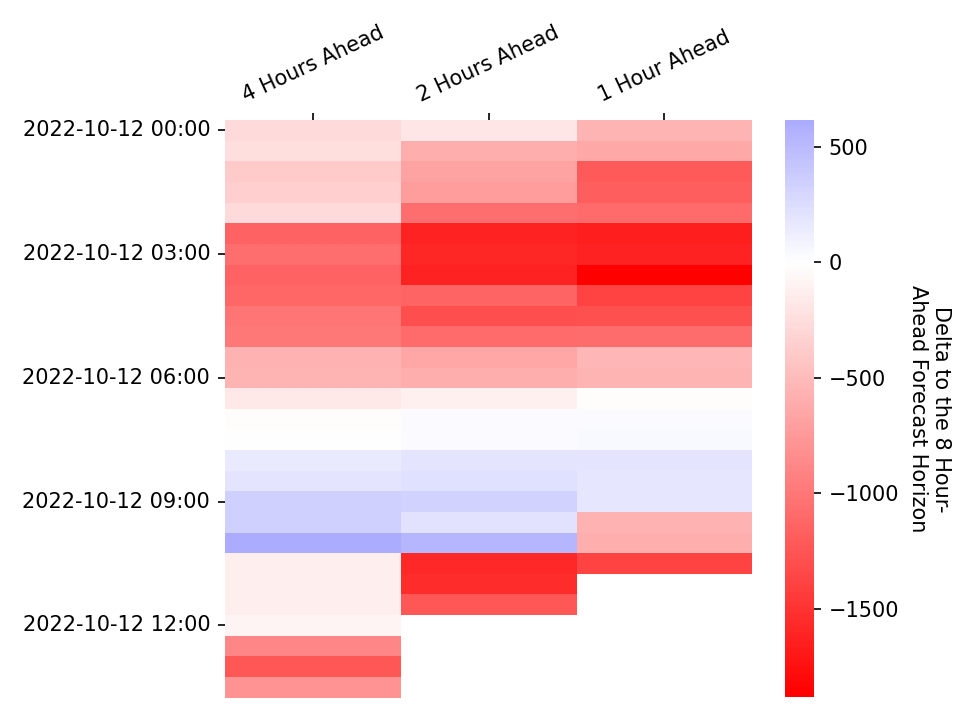 4 Hours Ahead
2 Hours Ahead
1 Hour Ahead
2022-10-12 00:00
2022-10-12 03:00
2022-10-12 06:00
2022-10-12 09:00
2022-10-12 12:00
500
0
−500
−1000
−1500
Delta to the 8 Hour-
Ahead Forecast Horizon